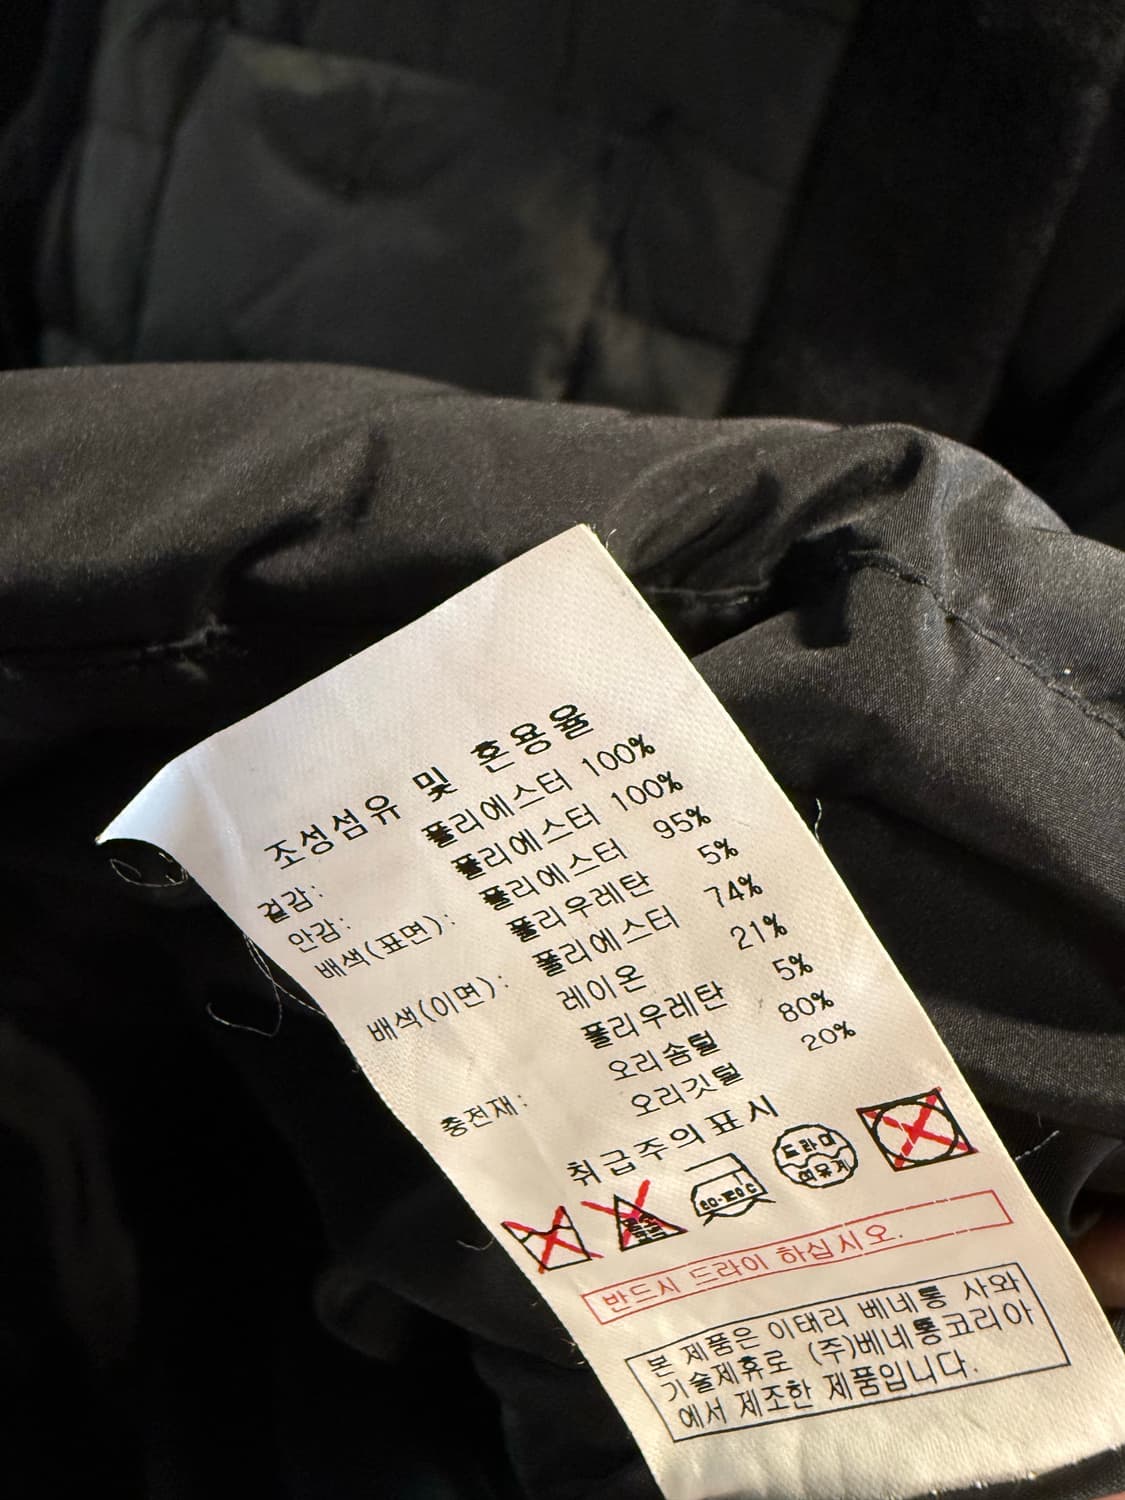 조성섬유 및 혼용율
겉감: 폴리에스터 100%
안감: 폴리에스터 100%
배색(표면): 폴리에스터 95%
폴리우레탄 5%
배색(이면): 폴리에스터 74%
레이온 21%
폴리우레탄 5%
충전재: 오리솜털 80%
오리깃털 20%
취급주의표시
80-120℃
드라이
석유계
반드시 드라이 하십시오.
본 제품은 이태리 베네통 사와
기술제휴로 (주)베네통코리아
에서 제조한 제품입니다.